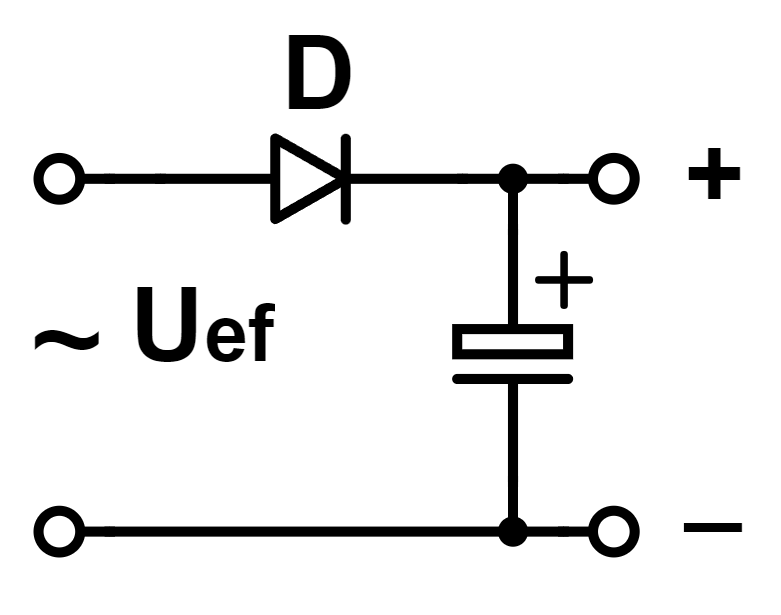 D
+
+
~ Uef
–